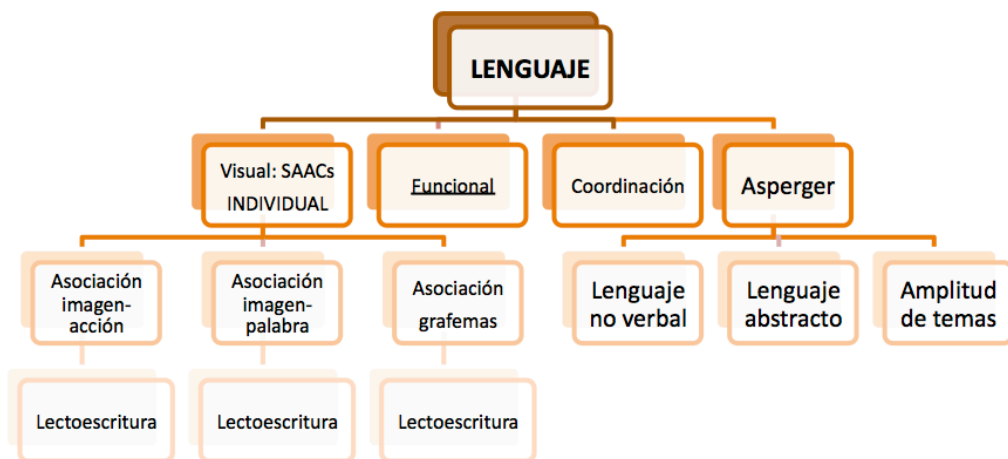 LENGUAJE
Visual: SAACs
INDIVIDUAL
Funcional
Coordinación
Asperger
Asociación
imagen-
acción
Asociación
imagen-
palabra
Asociación
grafemas
Lenguaje
no verbal
Lenguaje
abstracto
Amplitud
de temas
Lectoescritura
Lectoescritura
Lectoescritura